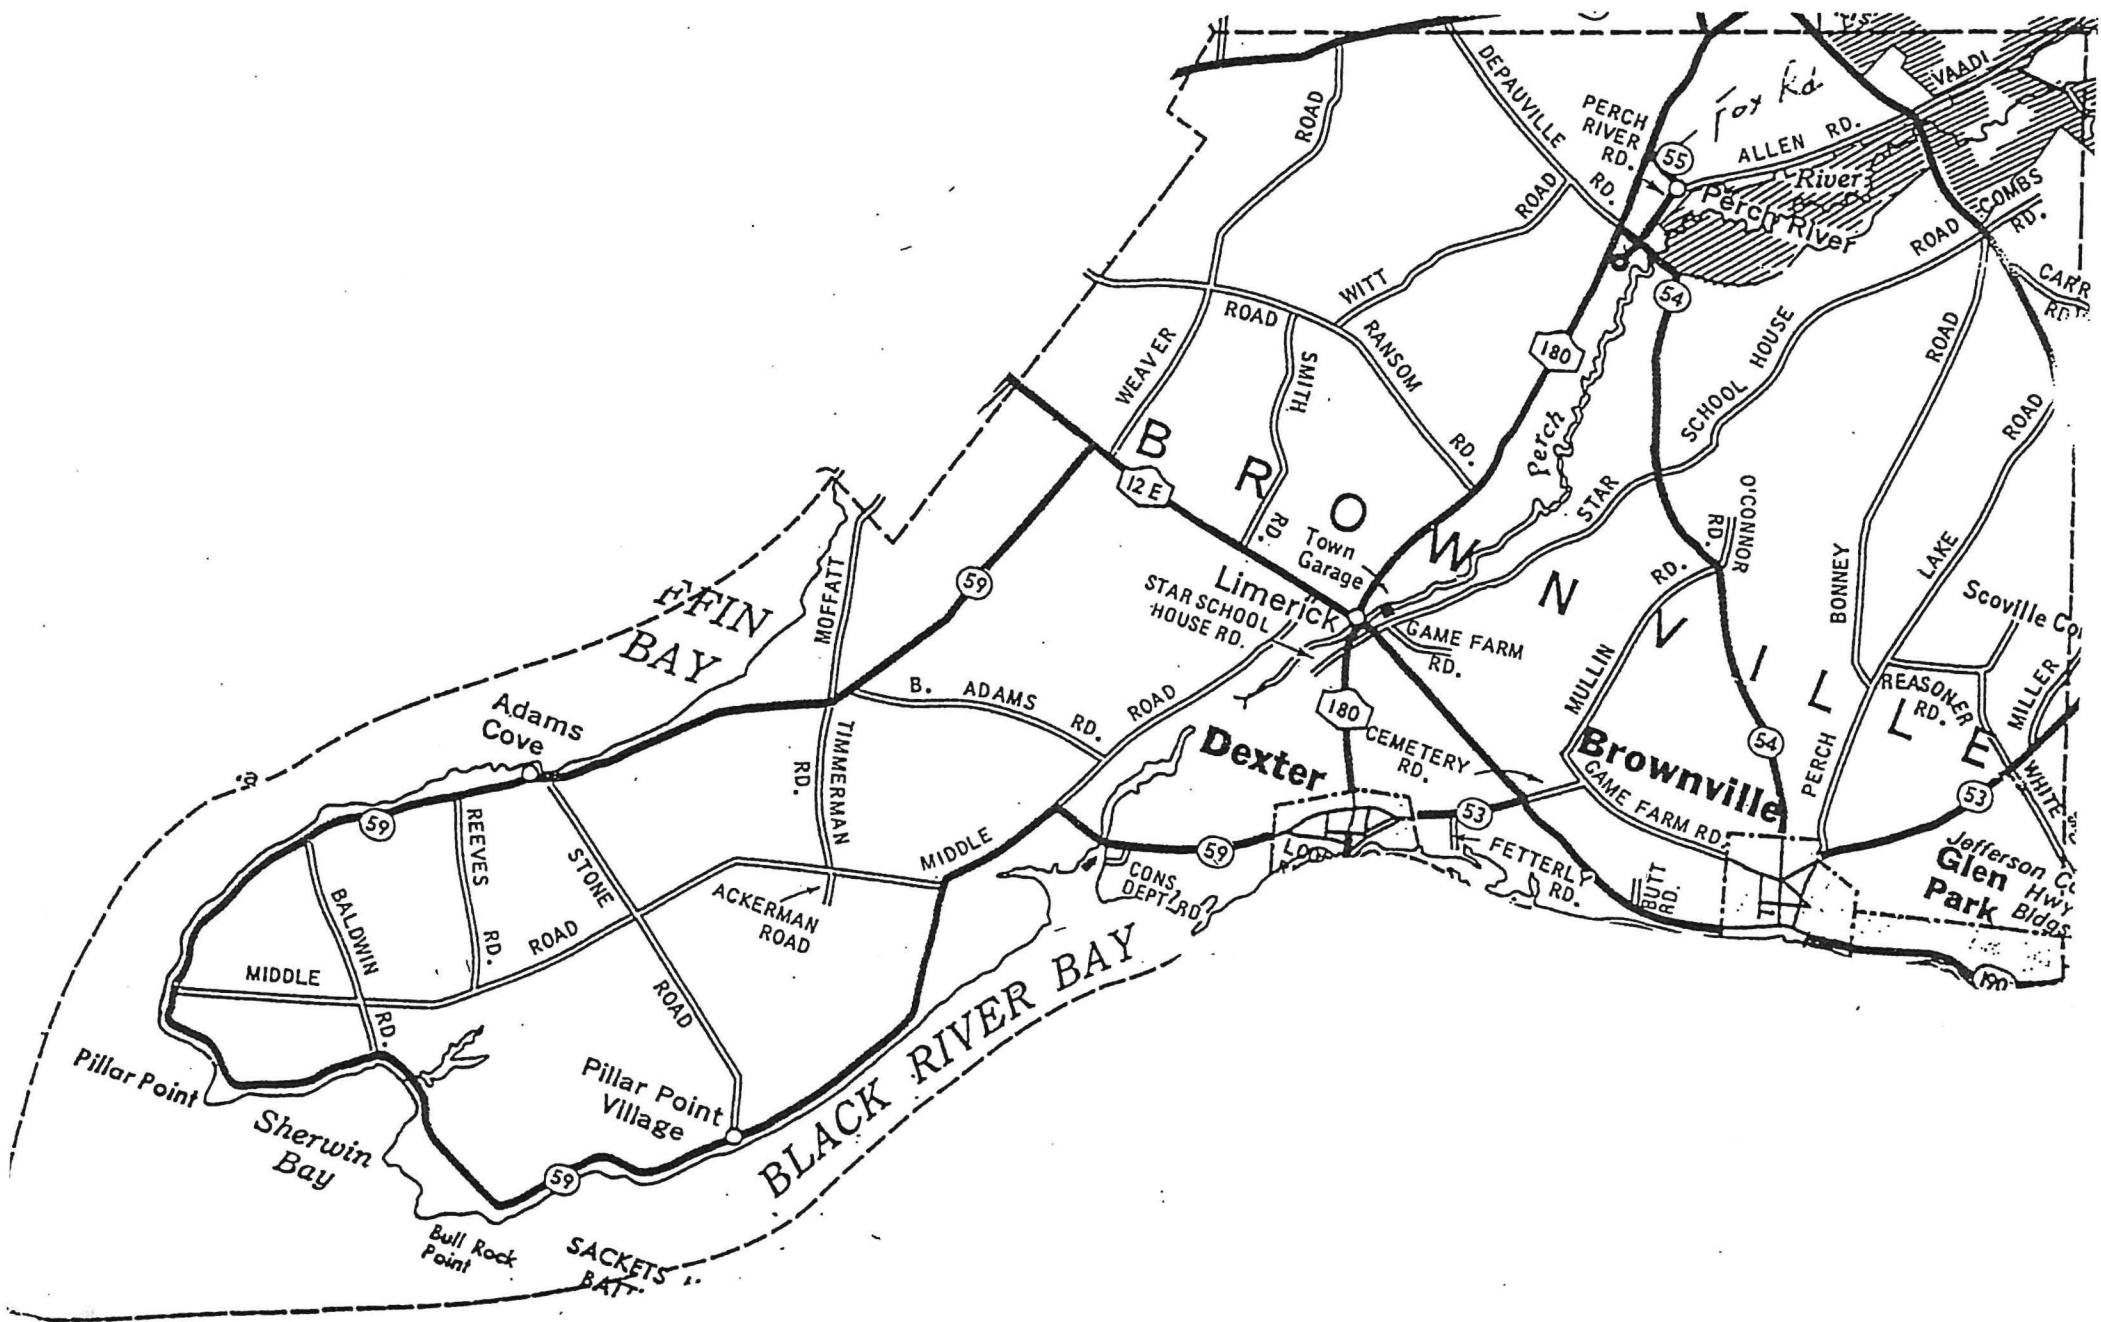 DEPAUVILLE
RD.
ROAD
PERCH
RIVER
RD.
Fox Rd.
VAADI
55
ALLEN RD.
River
Perch River
COMBS
RD.
ROAD
CARR
RD.
ROAD
WITT
54
ROAD
RANSOM
RD.
WEAVER
SMITH
RD.
180
HOUSE
SCHOOL
STAR
ROAD
ROAD
Perch
BROWNVILLE
12 E
O'CONNOR
RD.
Town
Garage
Limerick
STAR SCHOOL
HOUSE RD.
GAME FARM
RD.
RD.
MULLIN
BONNEY
LAKE
PERCH
Scoville
REASONER
RD.
MILLER
59
FFIN
BAY
MOFFATT
B. ADAMS
RD.
ROAD
180
Adams
Cove
TIMMERMAN
RD.
Dexter
CEMETERY
RD.
Brownville
54
53
WHITE
59
REEVES
RD.
STONE
ROAD
MIDDLE
59
53
GAME FARM RD.
FETTERLY
RD.
BUTT
RD.
CONS.
DEPT. RD.
Jefferson Co
Hwy
Bldgs
Glen
Park
BALDWIN
RD.
ACKERMAN
ROAD
MIDDLE
ROAD
190
Pillar Point
Sherwin
Bay
Pillar Point
Village
BLACK RIVER BAY
59
Bull Rock
Point
SACKETS